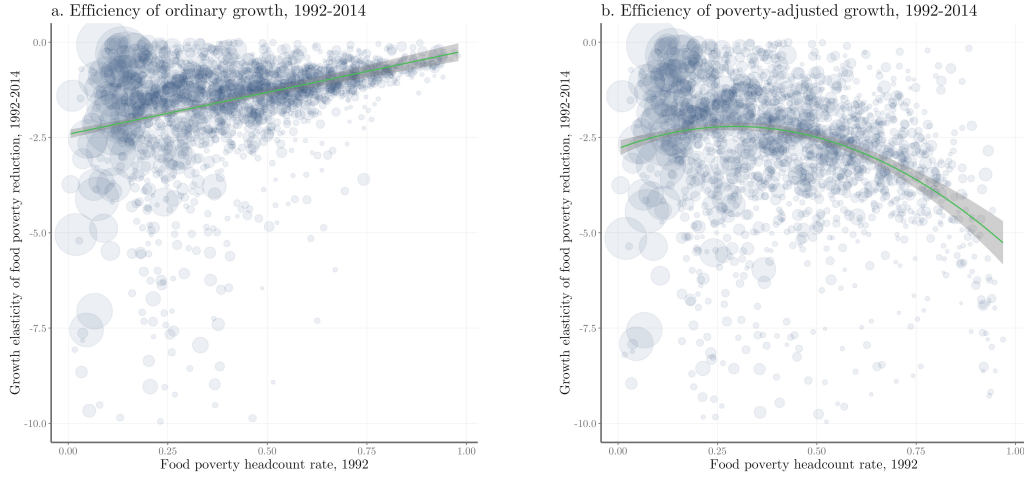 a. Efficiency of ordinary growth, 1992-2014
Growth elasticity of food poverty reduction, 1992-2014
0.0
-2.5
-5.0
-7.5
-10.0
0.00 0.25 0.50 0.75 1.00
Food poverty headcount rate, 1992
b. Efficiency of poverty-adjusted growth, 1992-2014
Growth elasticity of food poverty reduction, 1992-2014
0.0
-2.5
-5.0
-7.5
-10.0
0.00 0.25 0.50 0.75 1.00
Food poverty headcount rate, 1992